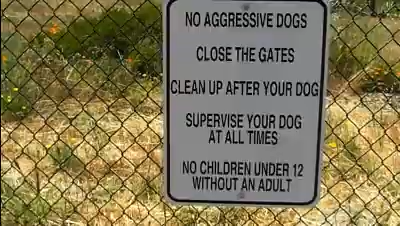 NO AGGRESSIVE DOGS
CLOSE THE GATES
CLEAN UP AFTER YOUR DOG
SUPERVISE YOUR DOG
AT ALL TIMES
NO CHILDREN UNDER 12
WITHOUT AN ADULT